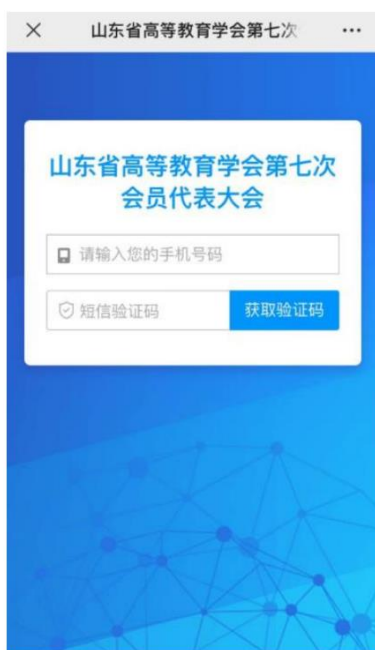 山东省高等教育学会第七次
山东省高等教育学会第七次
会员代表大会
请输入您的手机号码
短信验证码 获取验证码